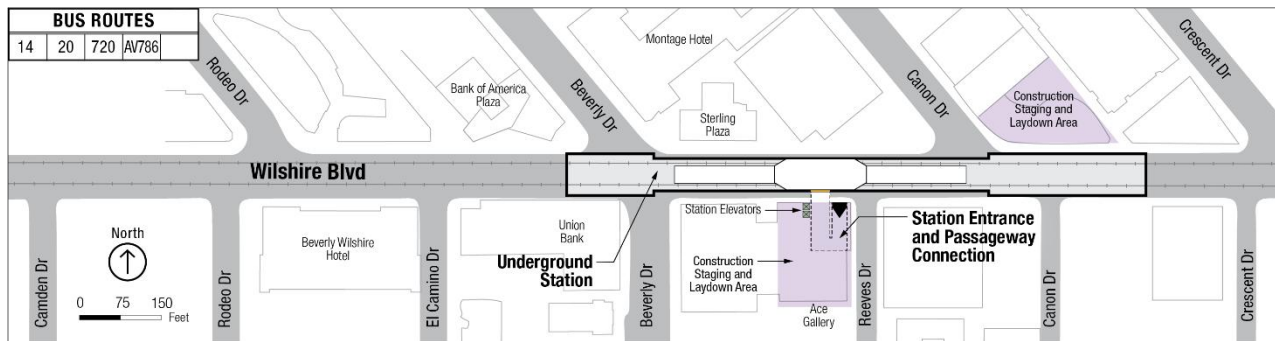 BUS ROUTES
14 20 720 AV786
Rodeo Dr
Bank of America
Plaza
Beverly Dr
Montage Hotel
Sterling
Plaza
Canon Dr
Construction
Staging and
Laydown Area
Crescent Dr
Wilshire Blvd
Camden Dr
North
0 75 150
Feet
Rodeo Dr
Beverly Wilshire
Hotel
El Camino Dr
Union
Bank
Underground
Station
Beverly Dr
Station Elevators
Construction
Staging and
Laydown Area
Ace
Gallery
Reeves Dr
Station Entrance
and Passageway
Connection
Canon Dr
Crescent Dr